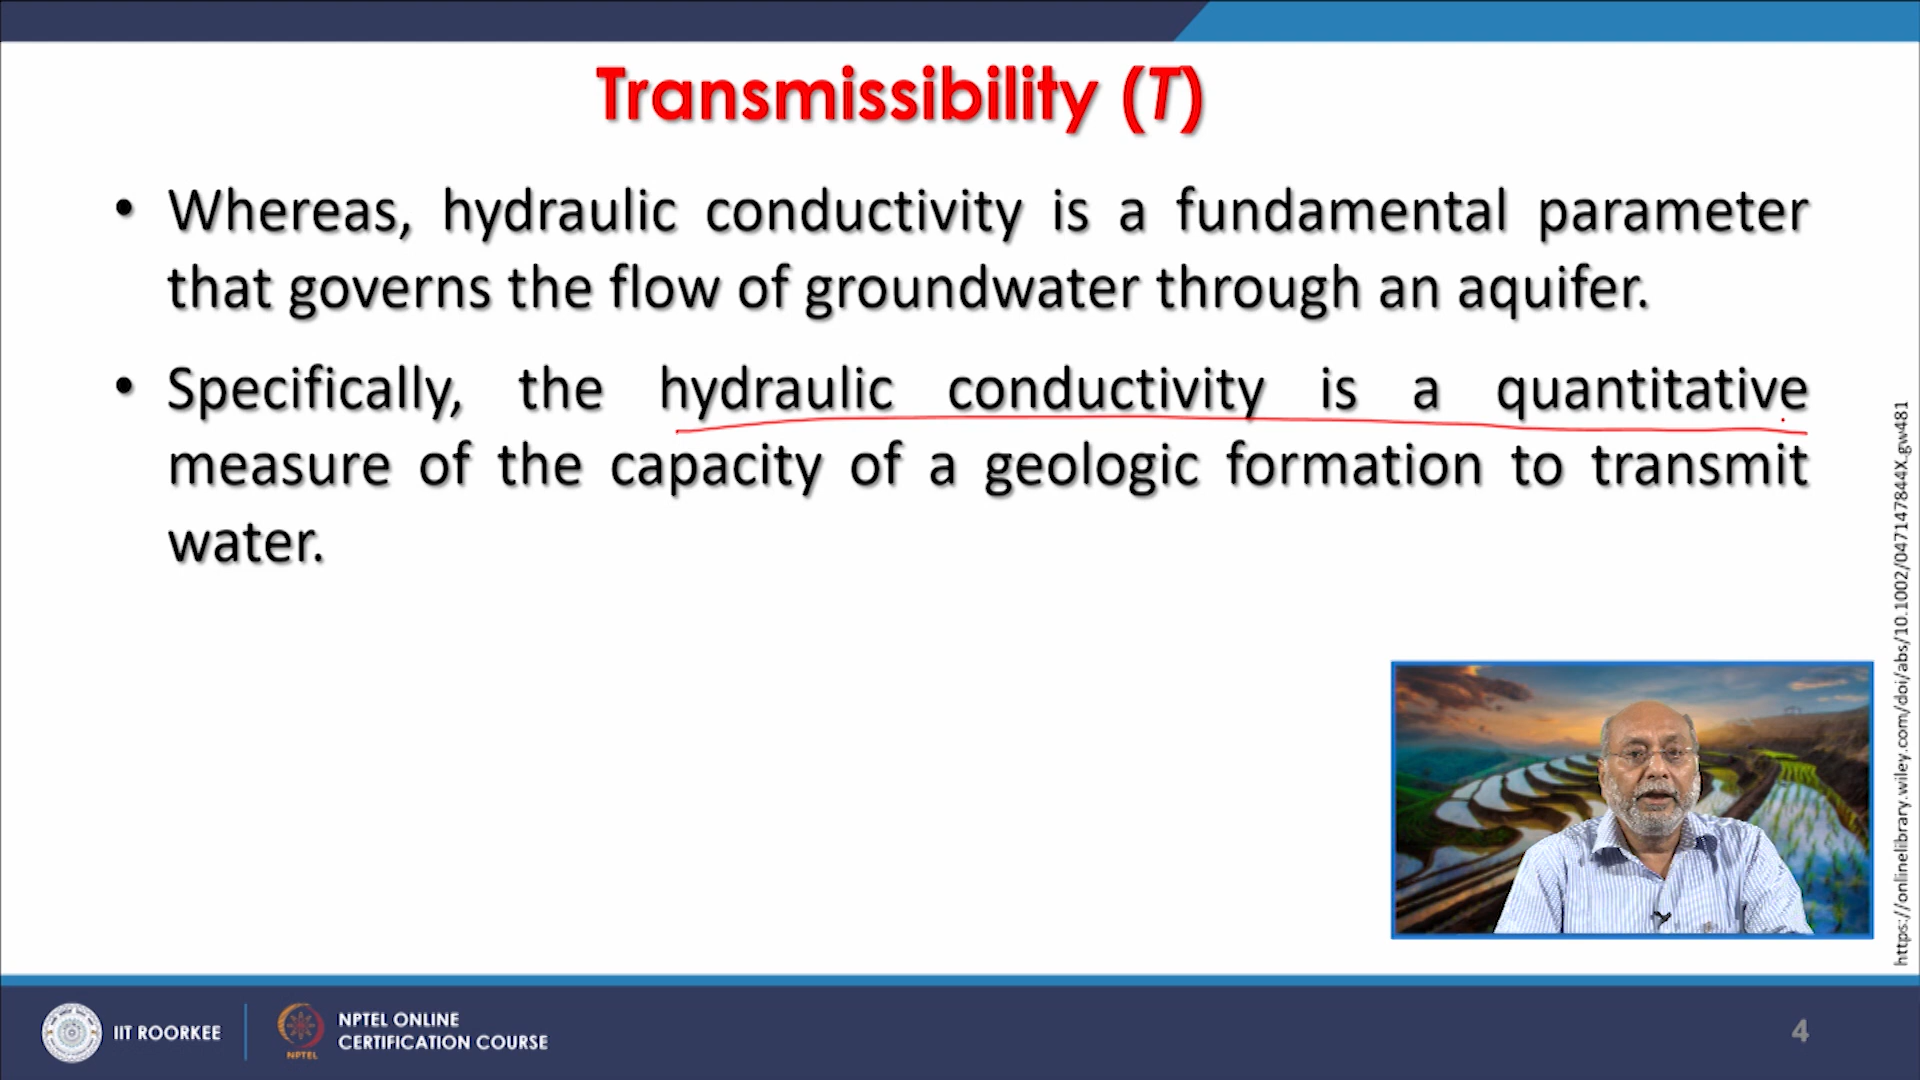 Transmissibility (T)
• Whereas, hydraulic conductivity is a fundamental parameter
that governs the flow of groundwater through an aquifer.
• Specifically, the hydraulic conductivity is a quantitative
measure of the capacity of a geologic formation to transmit
water.
https://onlinelibrary.wiley.com/doi/abs/10.1002/047147844X.gw481
IIT ROORKEE
NPTEL
NPTEL ONLINE
CERTIFICATION COURSE
4